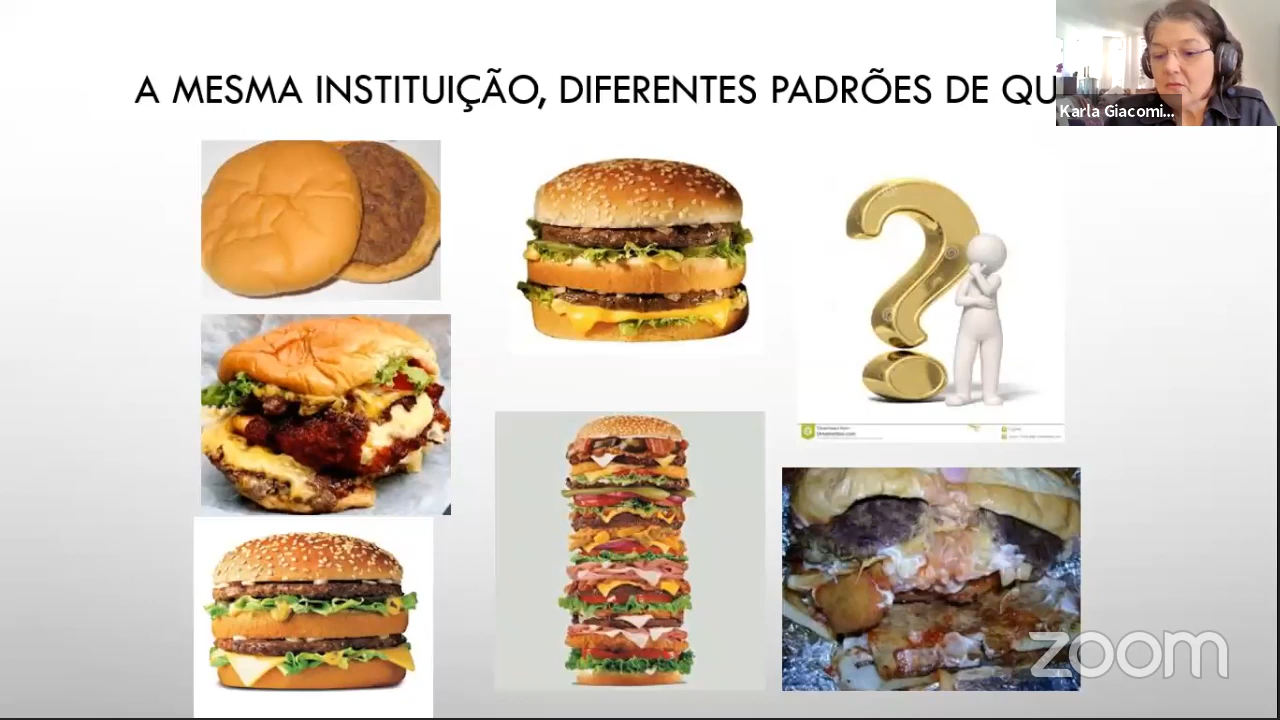 A MESMA INSTITUIÇÃO, DIFERENTES PADRÕES DE QU
Karla Giacomi...
zoom